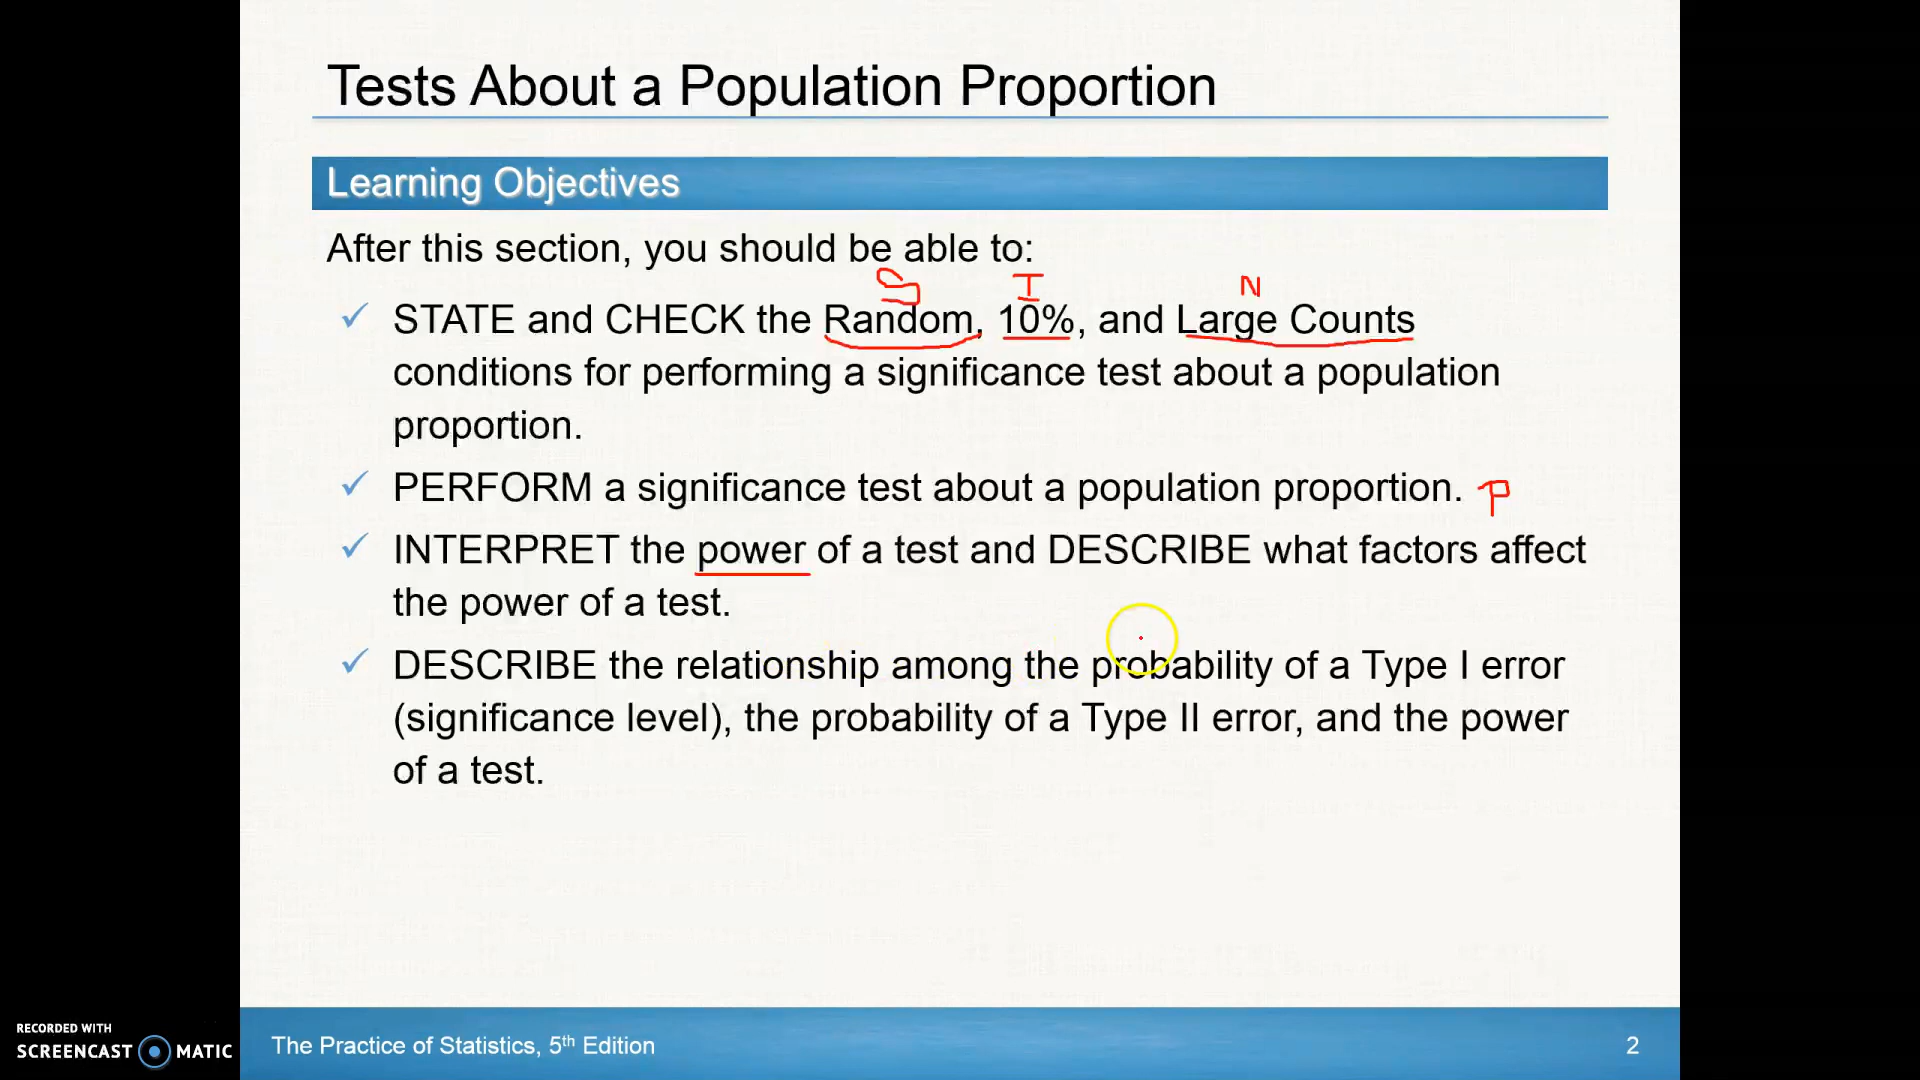 Tests About a Population Proportion
Learning Objectives
After this section, you should be able to:
S I N
✓ STATE and CHECK the Random, 10%, and Large Counts
conditions for performing a significance test about a population
proportion.
✓ PERFORM a significance test about a population proportion. P
✓ INTERPRET the power of a test and DESCRIBE what factors affect
the power of a test.
✓ DESCRIBE the relationship among the probability of a Type I error
(significance level), the probability of a Type II error, and the power
of a test.
RECORDED WITH
SCREENCAST MATIC
The Practice of Statistics, 5th Edition
2